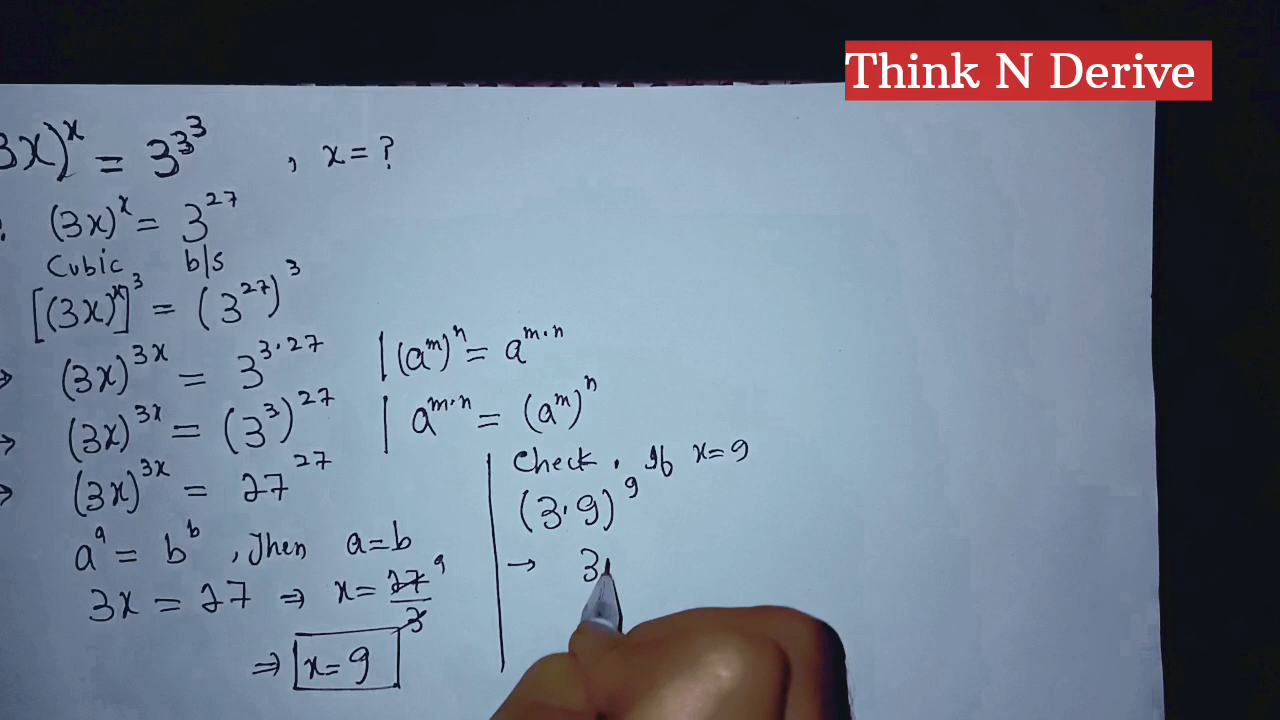 Think N Derive
3x)^x = 3^3^3 , x = ?
(3x)^x = 3^27
Cubic b/s
[(3x)^x]^3 = (3^27)^3
→ (3x)^3x = 3^3·27 | (a^m)^n = a^m·n
→ (3x)^3x = (3^3)^27 | a^m·n = (a^m)^n
→ (3x)^3x = 27^27
a^a = b^b , Then a=b
3x = 27 ⇒ x = 27/3 9
⇒ x = 9
Check . If x=9
(3·9)^9
→ 3